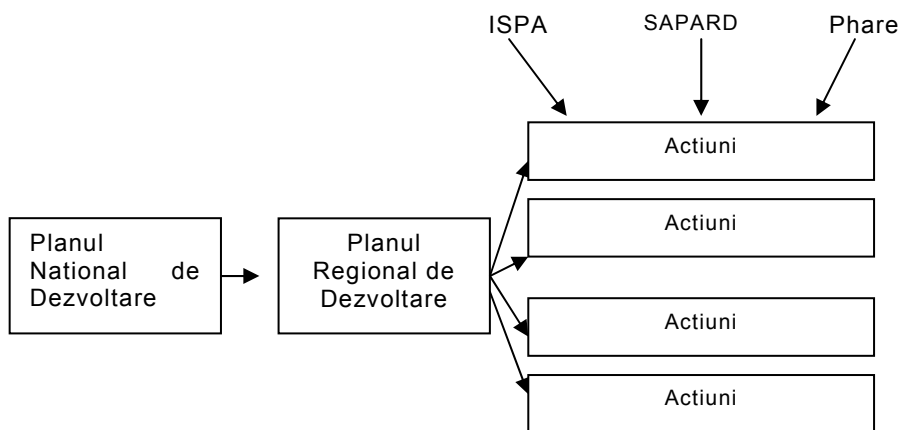 ISPA SAPARD Phare
Actiuni
Actiuni
Planul
National de
Dezvoltare
Planul
Regional de
Dezvoltare
Actiuni
Actiuni